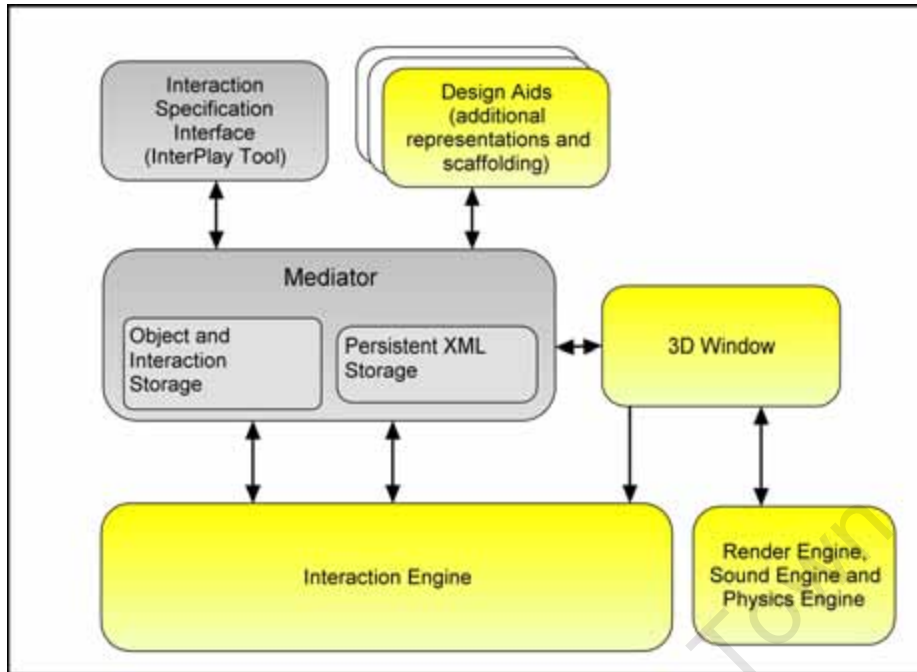 Interaction
Specification
Interface
(InterPlay Tool)
Design Aids
(additional
representations and
scaffolding)
Mediator
Object and
Interaction
Storage
Persistent XML
Storage
3D Window
Interaction Engine
Render Engine,
Sound Engine and
Physics Engine
Town